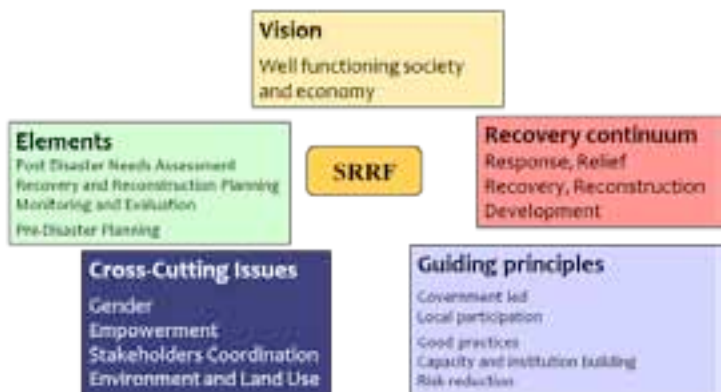 Vision
Well functioning society
and economy
Elements
Post Disaster Needs Assessment
Recovery and Reconstruction Planning
Monitoring and Evaluation
Pre-Disaster Planning
SRRF
Recovery continuum
Response, Relief
Recovery, Reconstruction
Development
Cross-Cutting Issues
Gender
Empowerment
Stakeholders Coordination
Environment and Land Use
Guiding principles
Government led
Local participation
Good practices
Capacity and institution building
Risk reduction